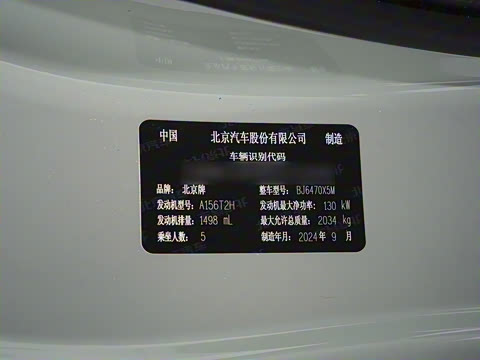 中国 北京汽车股份有限公司 制造
车辆识别代码
品牌: 北京牌 整车型号: BJ6470X5M
发动机型号: A156T2H 发动机最大净功率: 130 kW
发动机排量: 1498 mL 最大允许总质量: 2034 kg
乘坐人数: 5 制造年月: 2024 年 9 月